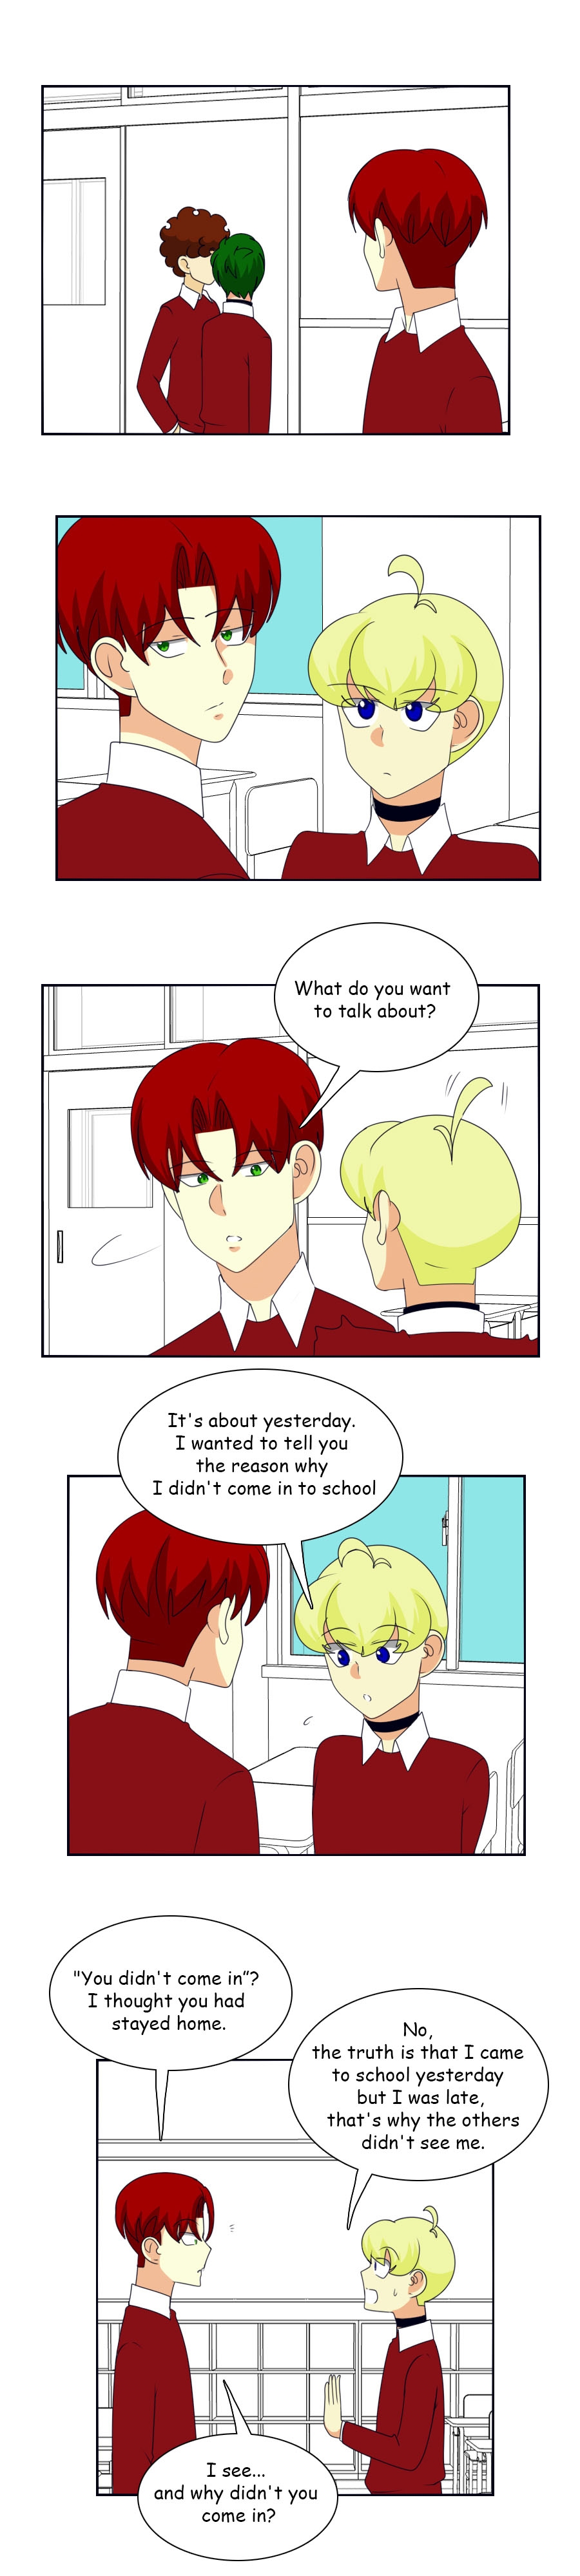 What do you want
to talk about?
It's about yesterday.
I wanted to tell you
the reason why
I didn't come in to school
"You didn't come in”?
I thought you had
stayed home.
No,
the truth is that I came
to school yesterday
but I was late,
that's why the others
didn't see me.
I see...
and why didn't you
come in?